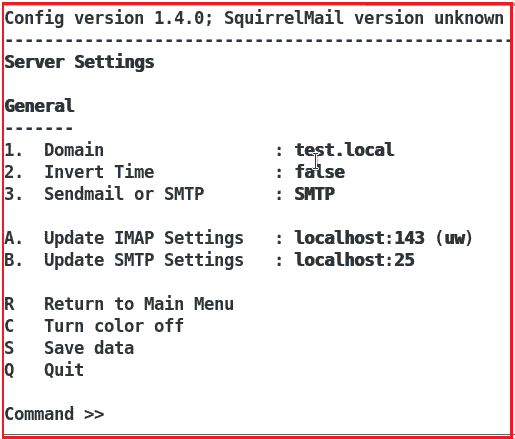 Config version 1.4.0; SquirrelMail version unknown
---------------------------------------------------
Server Settings
General
-------
1.  Domain                 : test.local
2.  Invert Time            : false
3.  Sendmail or SMTP       : SMTP
A.  Update IMAP Settings   : localhost:143 (uw)
B.  Update SMTP Settings   : localhost:25
R   Return to Main Menu
C   Turn color off
S   Save data
Q   Quit
Command >>